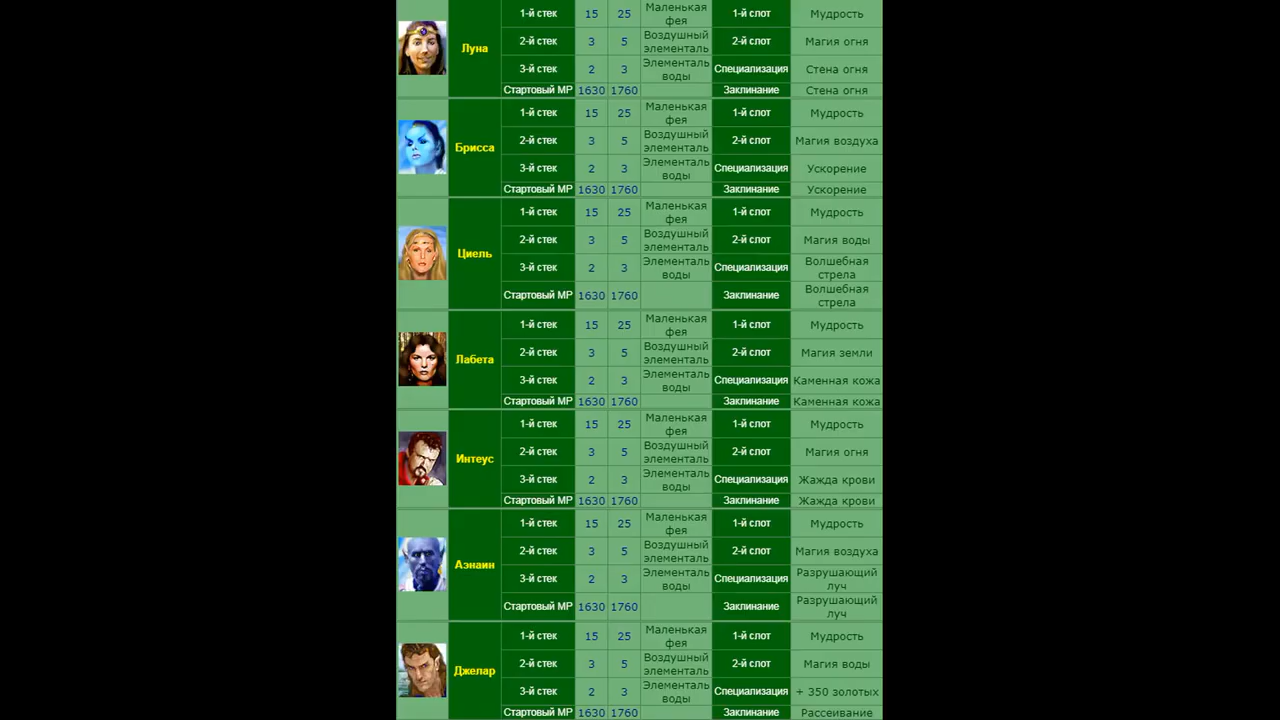 Луна
1-й стек 15 25 Маленькая фея 1-й слот Мудрость
2-й стек 3 5 Воздушный элементаль 2-й слот Магия огня
3-й стек 2 3 Элементаль воды Специализация Стена огня
Стартовый МР 1630 1760 Заклинание Стена огня
Брисса
1-й стек 15 25 Маленькая фея 1-й слот Мудрость
2-й стек 3 5 Воздушный элементаль 2-й слот Магия воздуха
3-й стек 2 3 Элементаль воды Специализация Ускорение
Стартовый МР 1630 1760 Заклинание Ускорение
Циель
1-й стек 15 25 Маленькая фея 1-й слот Мудрость
2-й стек 3 5 Воздушный элементаль 2-й слот Магия воды
3-й стек 2 3 Элементаль воды Специализация Волшебная стрела
Стартовый МР 1630 1760 Заклинание Волшебная стрела
Лабета
1-й стек 15 25 Маленькая фея 1-й слот Мудрость
2-й стек 3 5 Воздушный элементаль 2-й слот Магия земли
3-й стек 2 3 Элементаль воды Специализация Каменная кожа
Стартовый МР 1630 1760 Заклинание Каменная кожа
Интеус
1-й стек 15 25 Маленькая фея 1-й слот Мудрость
2-й стек 3 5 Воздушный элементаль 2-й слот Магия огня
3-й стек 2 3 Элементаль воды Специализация Жажда крови
Стартовый МР 1630 1760 Заклинание Жажда крови
Аэнаин
1-й стек 15 25 Маленькая фея 1-й слот Мудрость
2-й стек 3 5 Воздушный элементаль 2-й слот Магия воздуха
3-й стек 2 3 Элементаль воды Специализация Разрушающий луч
Стартовый МР 1630 1760 Заклинание Разрушающий луч
Джелар
1-й стек 15 25 Маленькая фея 1-й слот Мудрость
2-й стек 3 5 Воздушный элементаль 2-й слот Магия воды
3-й стек 2 3 Элементаль воды Специализация + 350 золотых
Стартовый МР 1630 1760 Заклинание Рассеивание